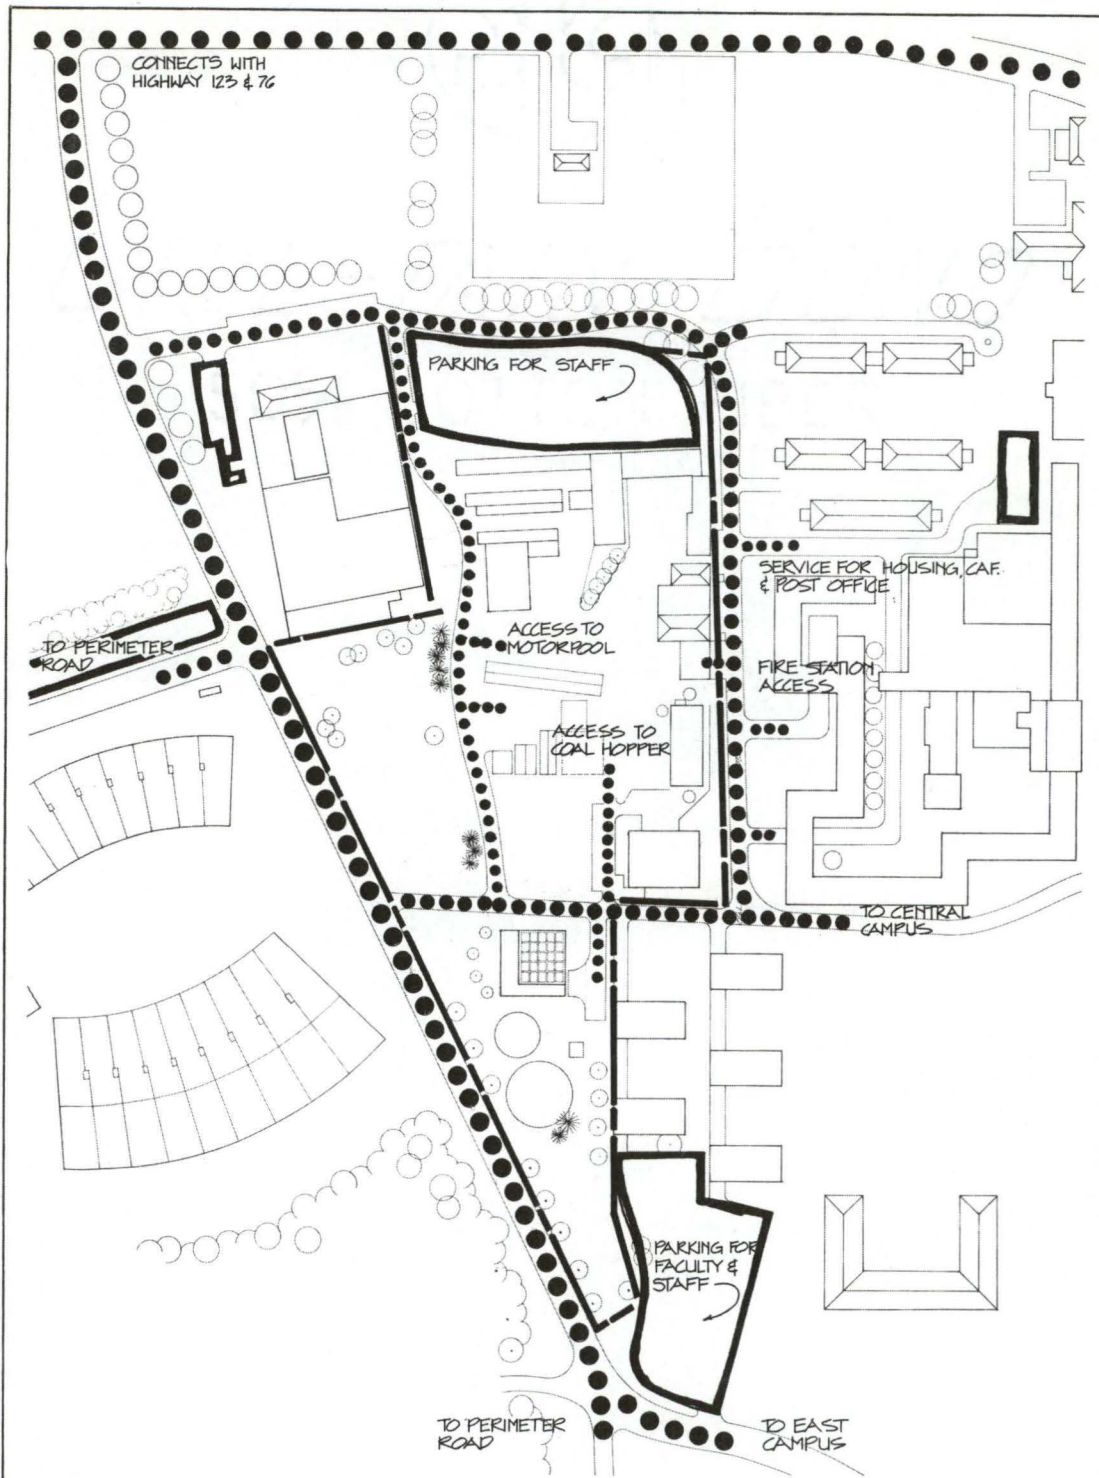 CONNECTS WITH
HIGHWAY 123 & 76
PARKING FOR STAFF
SERVICE FOR HOUSING, CAF.
& POST OFFICE
TO PERIMETER
ROAD
ACCESS TO
MOTORPOOL
FIRE STATION
ACCESS
ACCESS TO
COAL HOPPER
TO CENTRAL
CAMPUS
PARKING FOR
FACULTY &
STAFF
TO PERIMETER
ROAD
TO EAST
CAMPUS